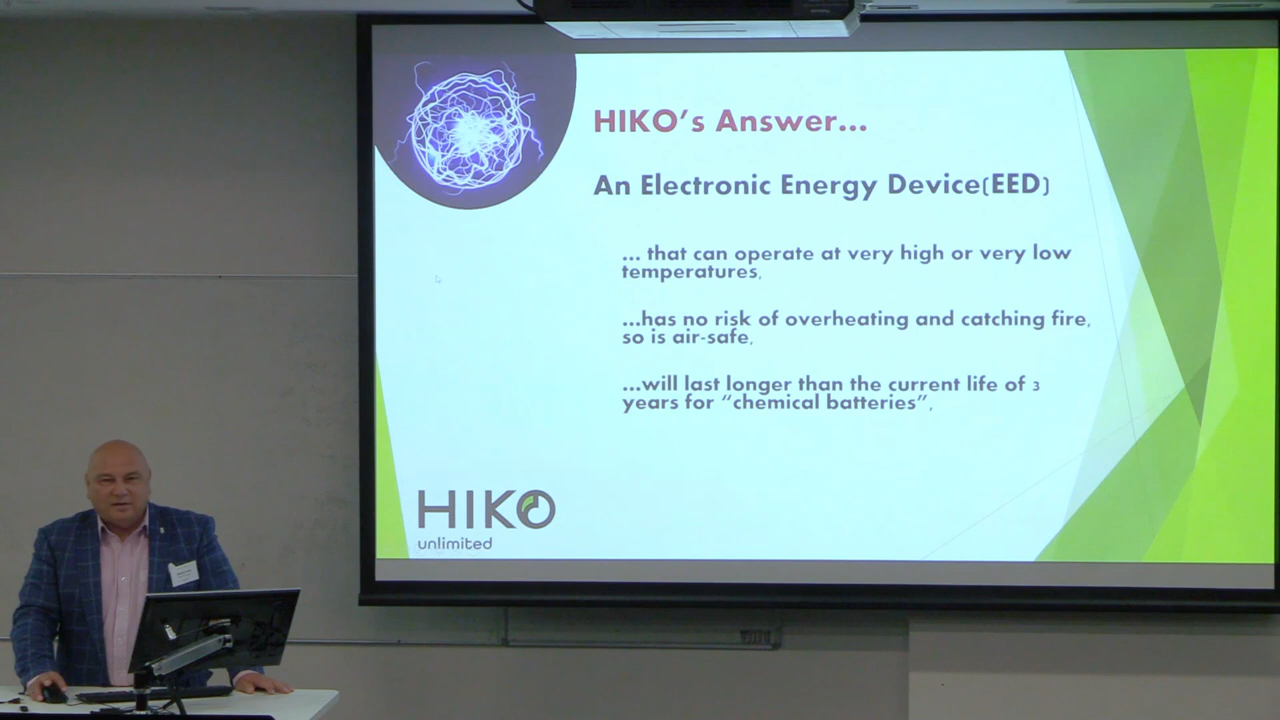 HIKO's Answer...
An Electronic Energy Device(EED)
... that can operate at very high or very low
temperatures,
...has no risk of overheating and catching fire,
so is air-safe,
...will last longer than the current life of 3
years for “chemical batteries”,
HIKO
unlimited